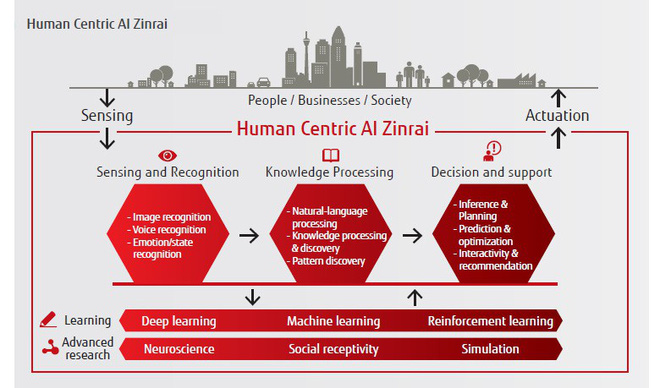 Human Centric AI Zinrai
People / Businesses / Society
Sensing
Actuation
Human Centric AI Zinrai
Sensing and Recognition
- Image recognition
- Voice recognition
- Emotion/state
recognition
Knowledge Processing
- Natural-language
processing
- Knowledge processing
& discovery
- Pattern discovery
Decision and support
- Inference &
Planning
- Prediction &
optimization
- Interactivity &
recommendation
Learning
Deep learning
Machine learning
Reinforcement learning
Advanced
research
Neuroscience
Social receptivity
Simulation